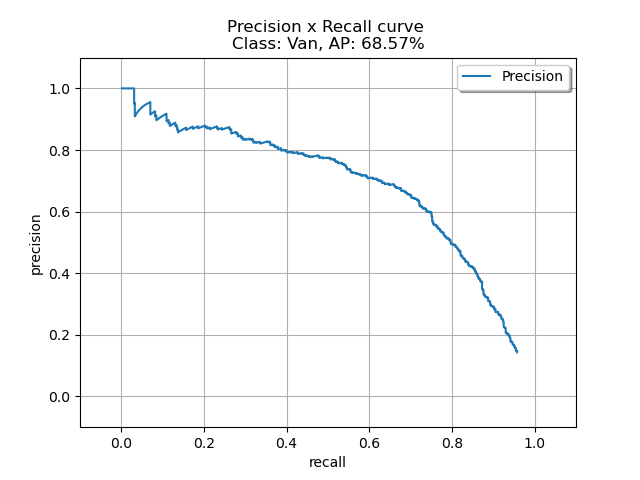 Precision x Recall curve
Class: Van, AP: 68.57%
Precision
1.0
0.8
0.6
0.4
0.2
0.0
precision
0.0 0.2 0.4 0.6 0.8 1.0
recall